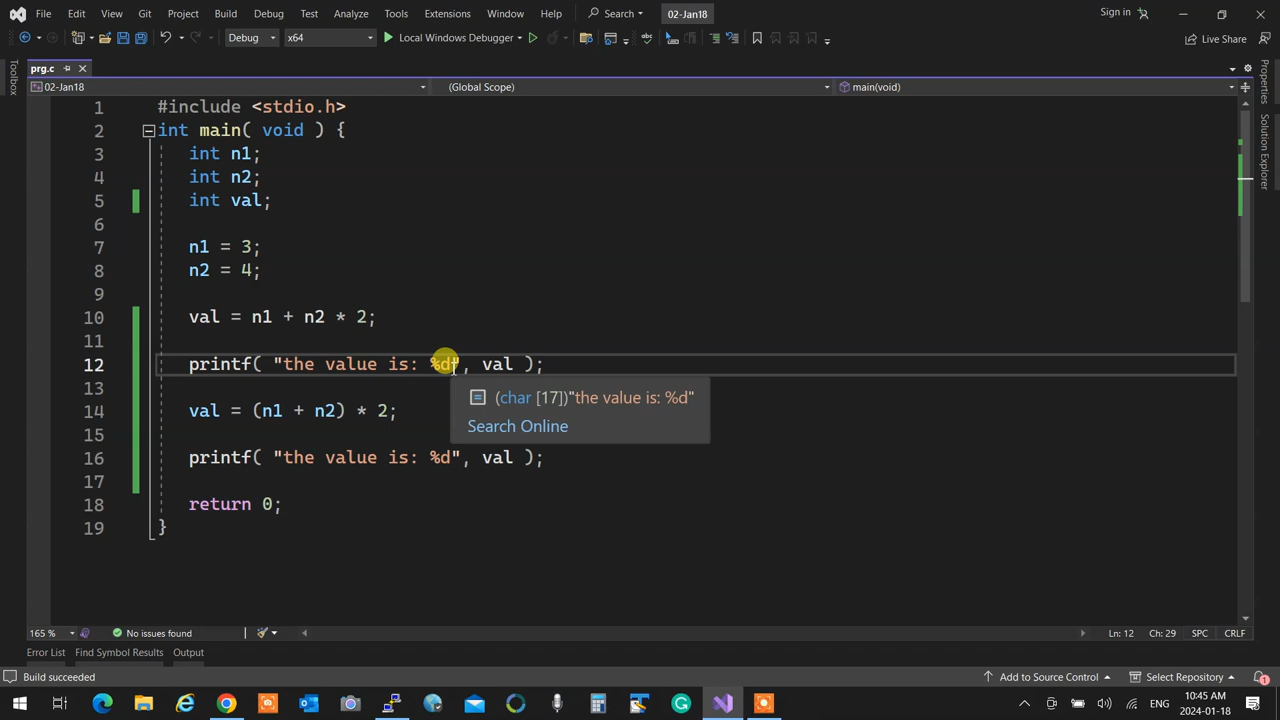 File Edit View Git Project Build Debug Test Analyze Tools Extensions Window Help Search 02-Jan18 Sign in
Debug x64 Local Windows Debugger Live Share
prg.c
02-Jan18 (Global Scope) main(void)
1 #include <stdio.h>
2 int main( void ) {
3 int n1;
4 int n2;
5 int val;
6
7 n1 = 3;
8 n2 = 4;
9
10 val = n1 + n2 * 2;
11
12 printf( "the value is: %d", val );
13
(char [17])"the value is: %d"
14 val = (n1 + n2) * 2;
Search Online
15
16 printf( "the value is: %d", val );
17
18 return 0;
19 }
Toolbox
Properties
Solution Explorer
165 % No issues found Ln: 12 Ch: 29 SPC CRLF
Error List Find Symbol Results Output
Build succeeded Add to Source Control Select Repository 1
ENG 10:45 AM
2024-01-18